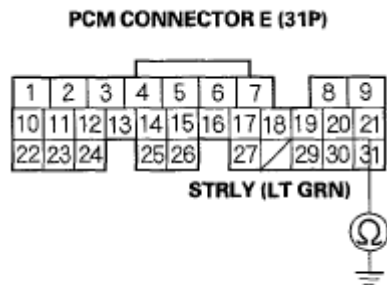 PCM CONNECTOR E (31P)
1 2 3 4 5 6 7 8 9
10 11 12 13 14 15 16 17 18 19 20 21
22 23 24 25 26 27 29 30 31
STRLY (LT GRN)
Ω